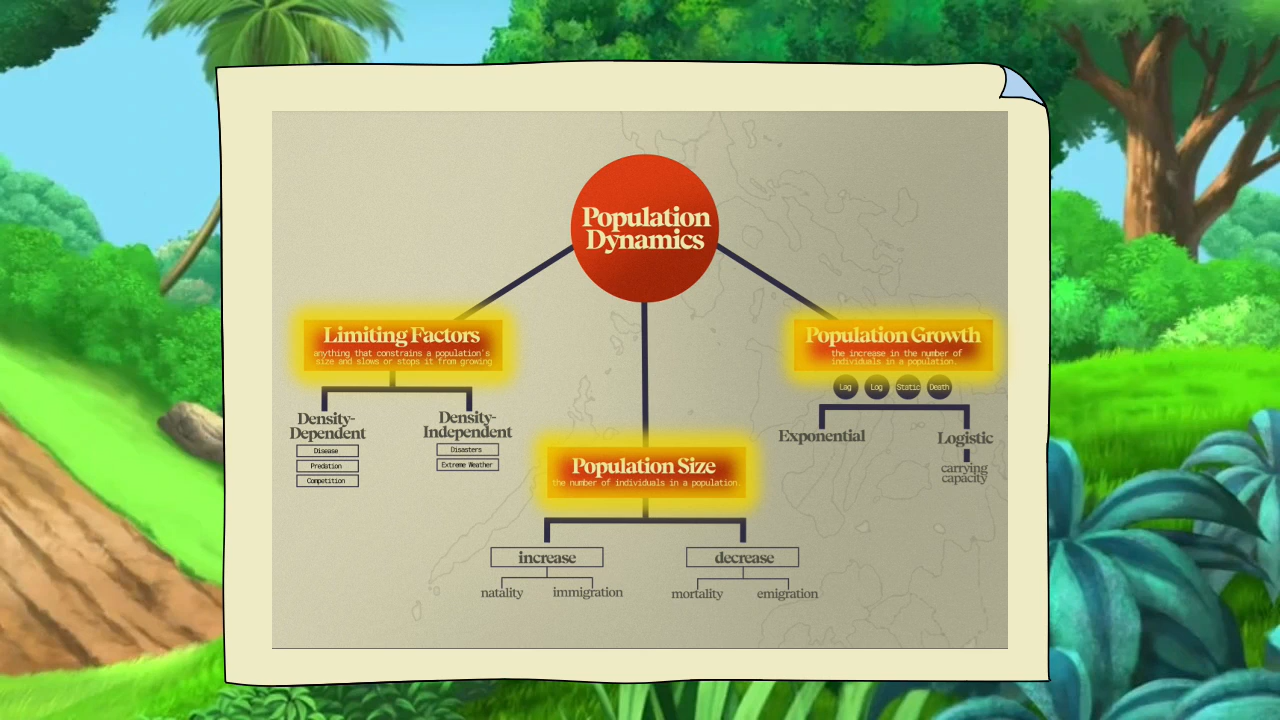 Population
Dynamics
Limiting Factors
anything that constrains a population's
size and slows or stops it from growing
Density-
Dependent
Disease
Predation
Competition
Density-
Independent
Disasters
Extreme Weather
Population Size
the number of individuals in a population.
increase
natality
immigration
decrease
mortality
emigration
Population Growth
the increase in the number of
individuals in a population.
Lag
Log
Static
Death
Exponential
Logistic
carrying
capacity